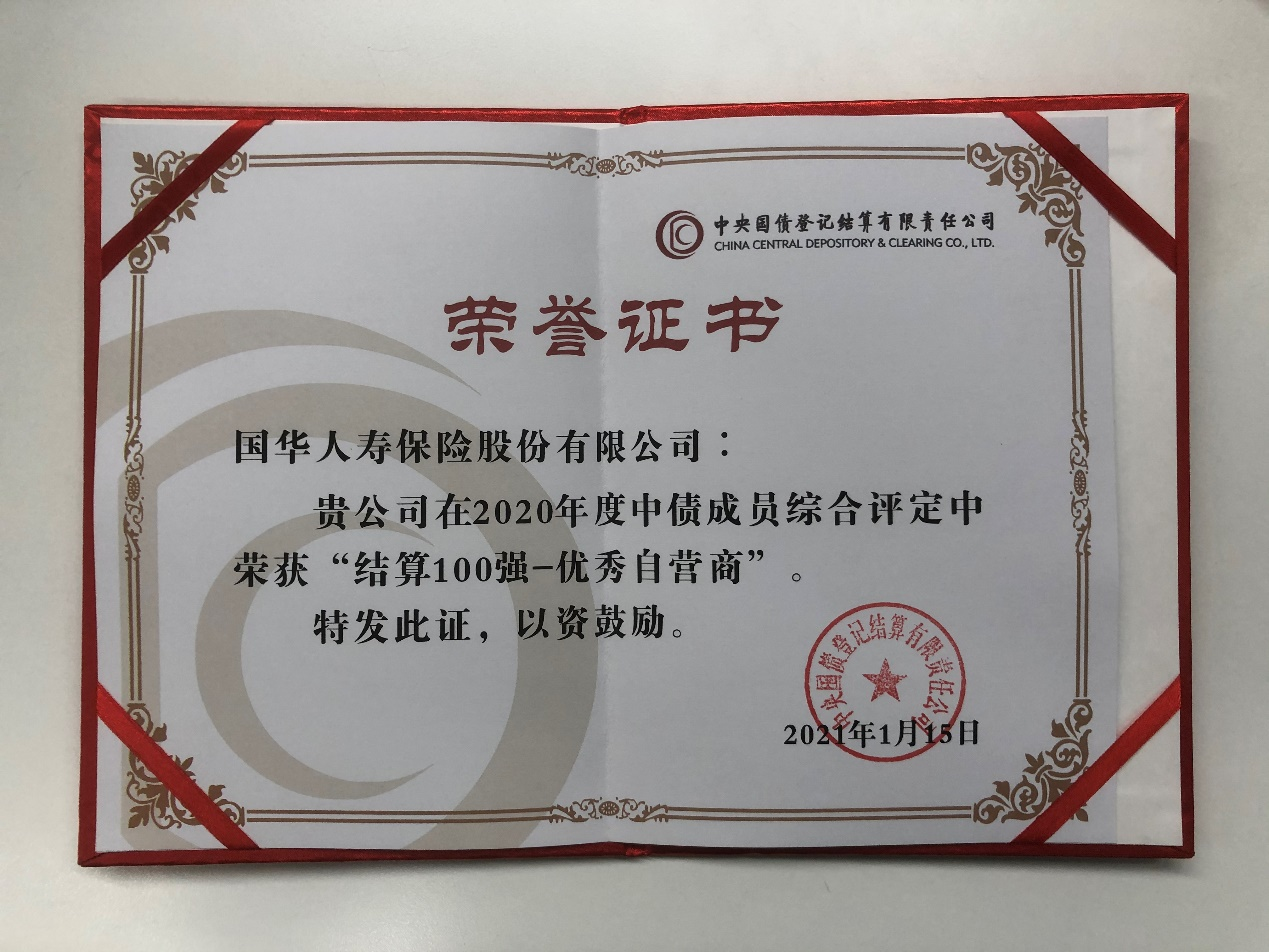 中央国债登记结算有限责任公司
CHINA CENTRAL DEPOSITORY & CLEARING CO., LTD.
荣誉证书
国华人寿保险股份有限公司：
贵公司在2020年度中债成员综合评定中
荣获“结算100强-优秀自营商”。
特发此证，以资鼓励。
中央国债登记结算有限责任公司
2021年1月15日